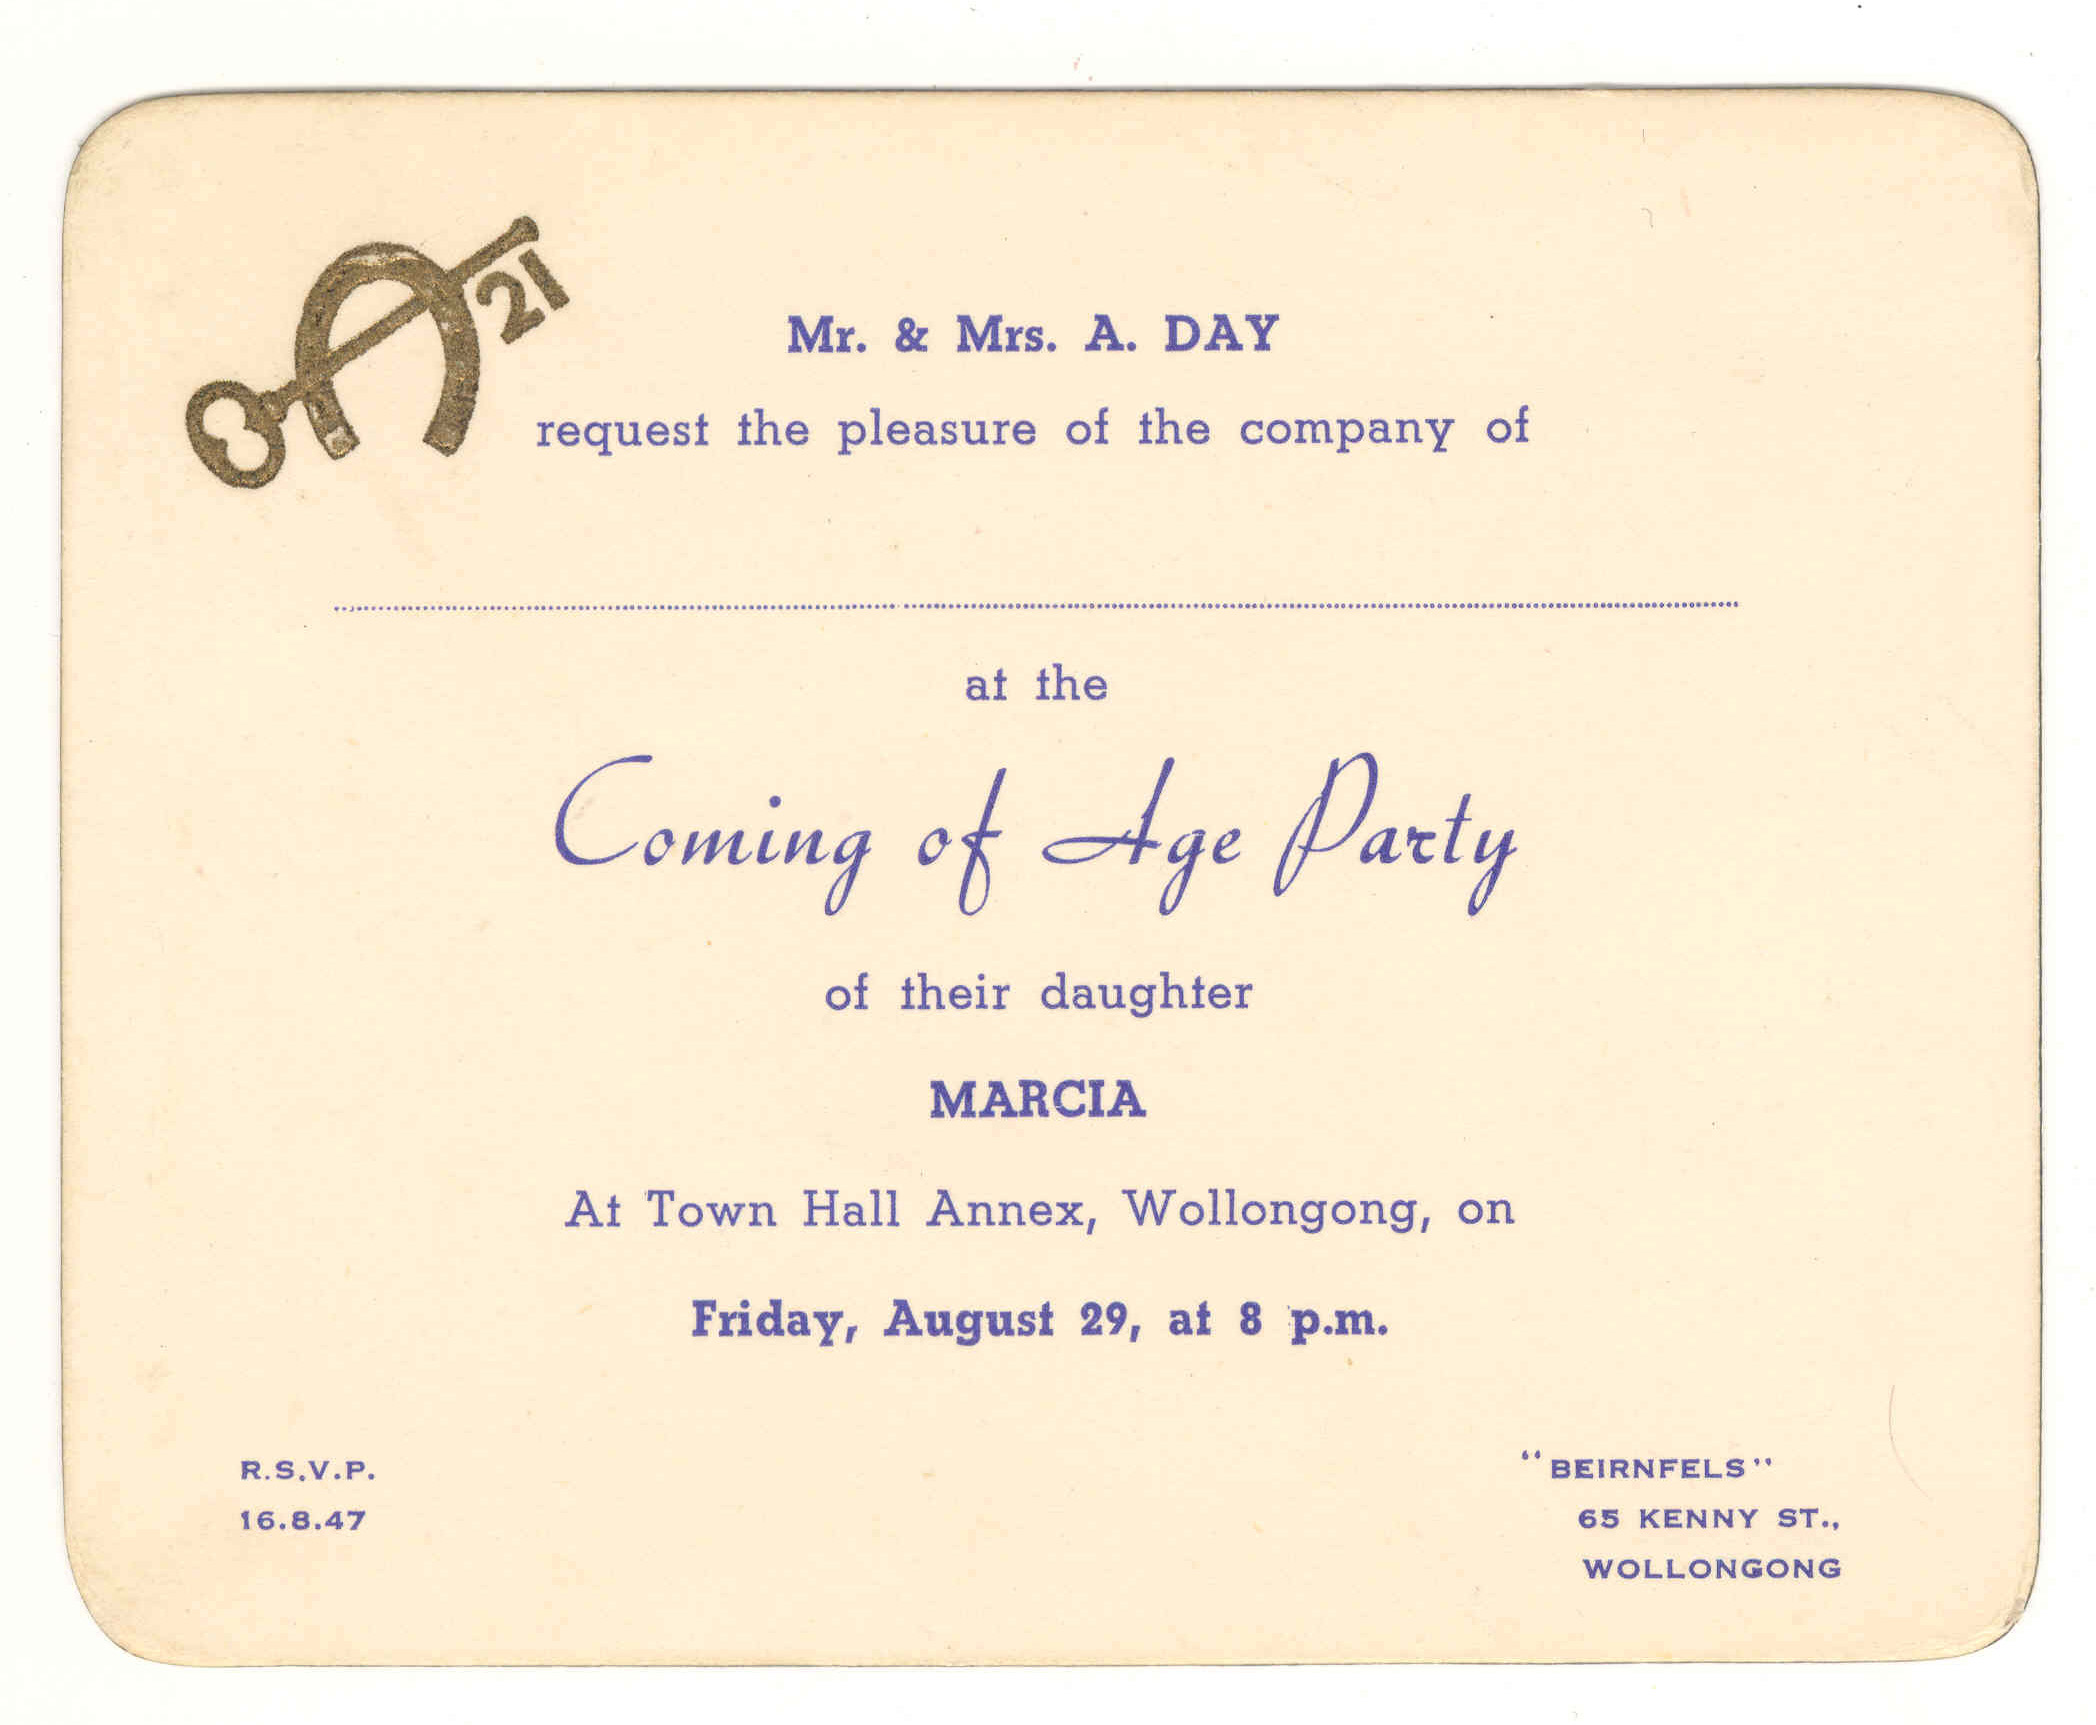 21
Mr. & Mrs. A. DAY
request the pleasure of the company of
at the
Coming of Age Party
of their daughter
MARCIA
At Town Hall Annex, Wollongong, on
Friday, August 29, at 8 p.m.
R.S.V.P.
16.8.47
"BEIRNFELS"
65 KENNY ST.,
WOLLONGONG